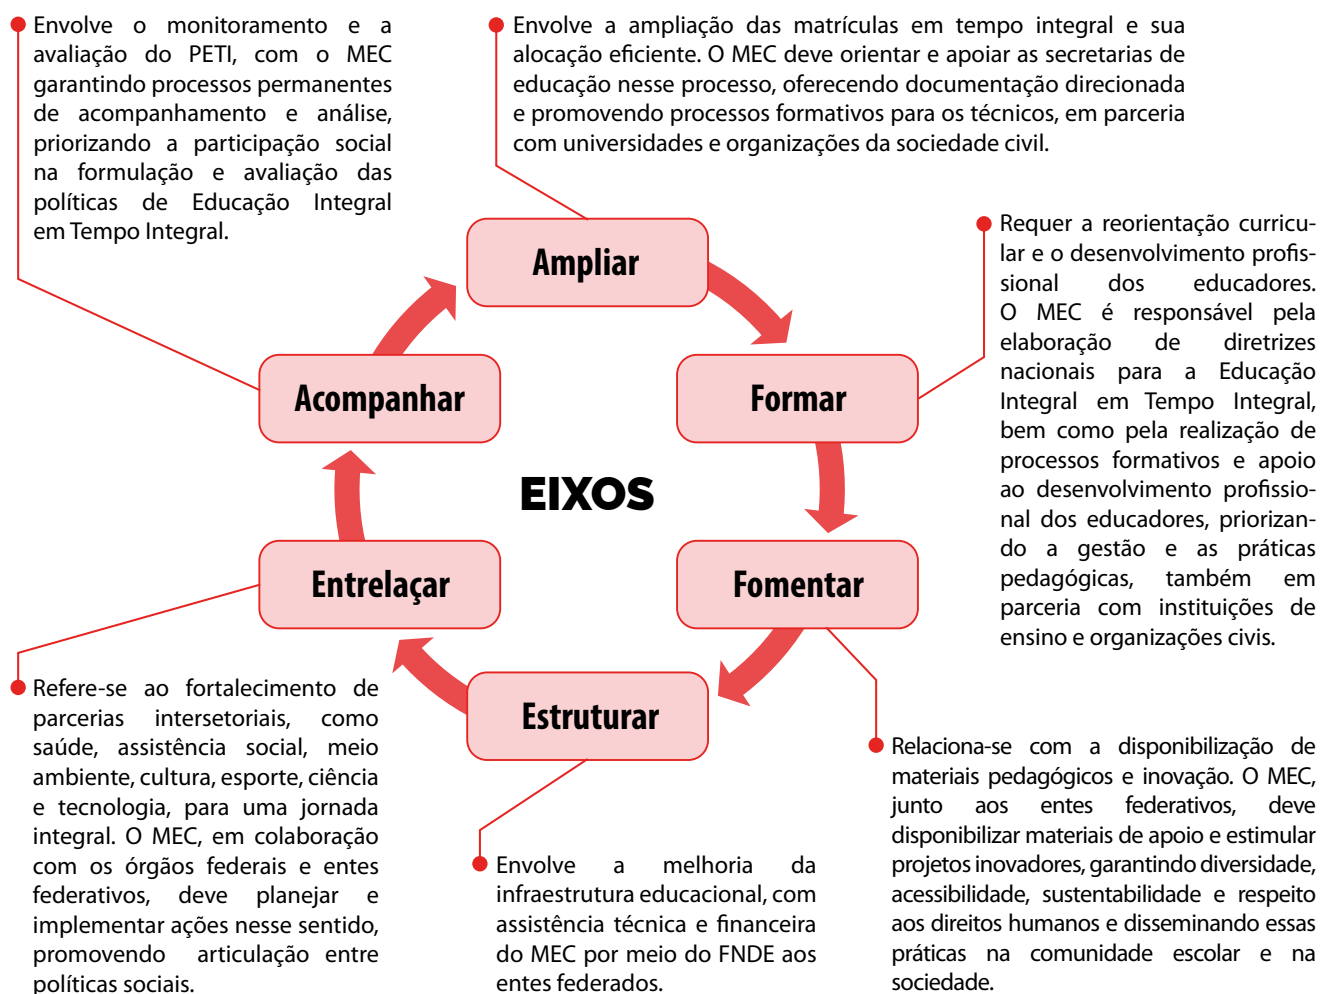 Envolve o monitoramento e a
avaliação do PETI, com o MEC
garantindo processos permanentes
de acompanhamento e análise,
priorizando a participação social
na formulação e avaliação das
políticas de Educação Integral
em Tempo Integral.
Envolve a ampliação das matrículas em tempo integral e sua
alocação eficiente. O MEC deve orientar e apoiar as secretarias de
educação nesse processo, oferecendo documentação direcionada
e promovendo processos formativos para os técnicos, em parceria
com universidades e organizações da sociedade civil.
Requer a reorientação curricu-
lar e o desenvolvimento profis-
sional dos educadores.
O MEC é responsável pela
elaboração de diretrizes
nacionais para a Educação
Integral em Tempo Integral,
bem como pela realização de
processos formativos e apoio
ao desenvolvimento profissio-
nal dos educadores, priorizan-
do a gestão e as práticas
pedagógicas, também em
parceria com instituições de
ensino e organizações civis.
Ampliar
Acompanhar
Formar
EIXOS
Entrelaçar
Fomentar
Estruturar
Refere-se ao fortalecimento de
parcerias intersetoriais, como
saúde, assistência social, meio
ambiente, cultura, esporte, ciência
e tecnologia, para uma jornada
integral. O MEC, em colaboração
com os órgãos federais e entes
federativos, deve planejar e
implementar ações nesse sentido,
promovendo articulação entre
políticas sociais.
Envolve a melhoria da
infraestrutura educacional, com
assistência técnica e financeira
do MEC por meio do FNDE aos
entes federados.
Relaciona-se com a disponibilização de
materiais pedagógicos e inovação. O MEC,
junto aos entes federativos, deve
disponibilizar materiais de apoio e estimular
projetos inovadores, garantindo diversidade,
acessibilidade, sustentabilidade e respeito
aos direitos humanos e disseminando essas
práticas na comunidade escolar e na
sociedade.